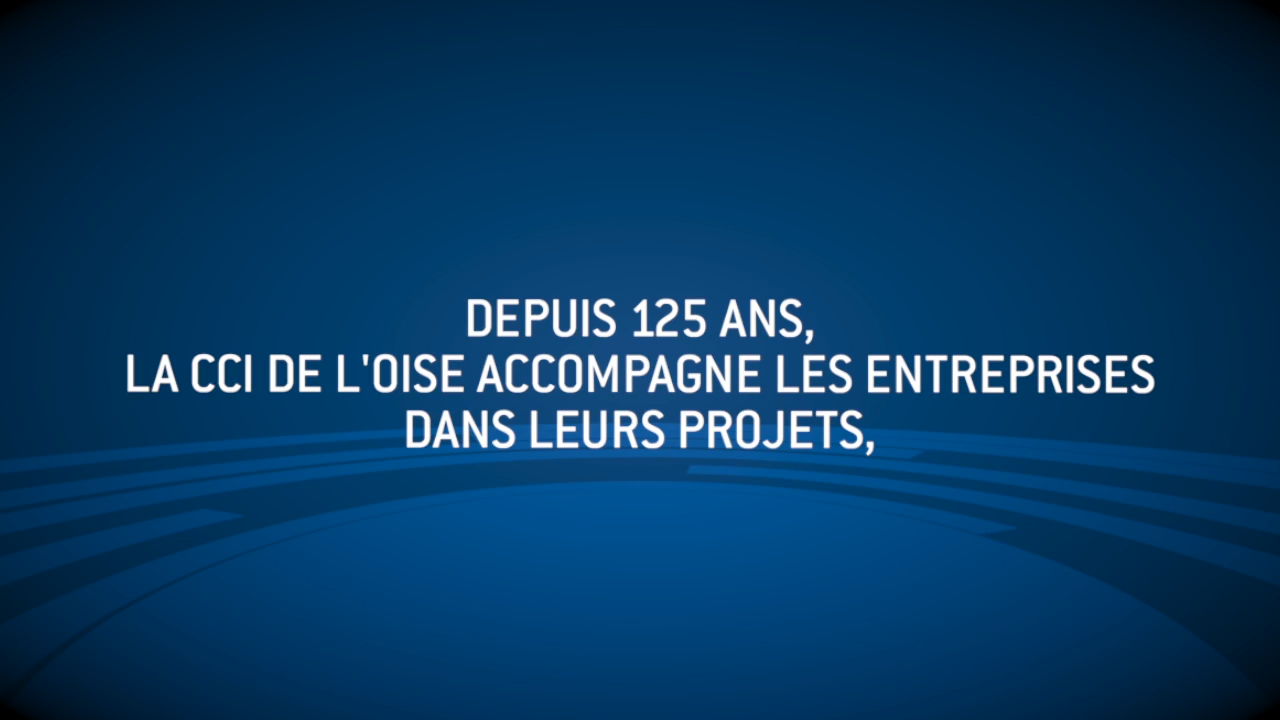 DEPUIS 125 ANS,
LA CCI DE L'OISE ACCOMPAGNE LES ENTREPRISES
DANS LEURS PROJETS,